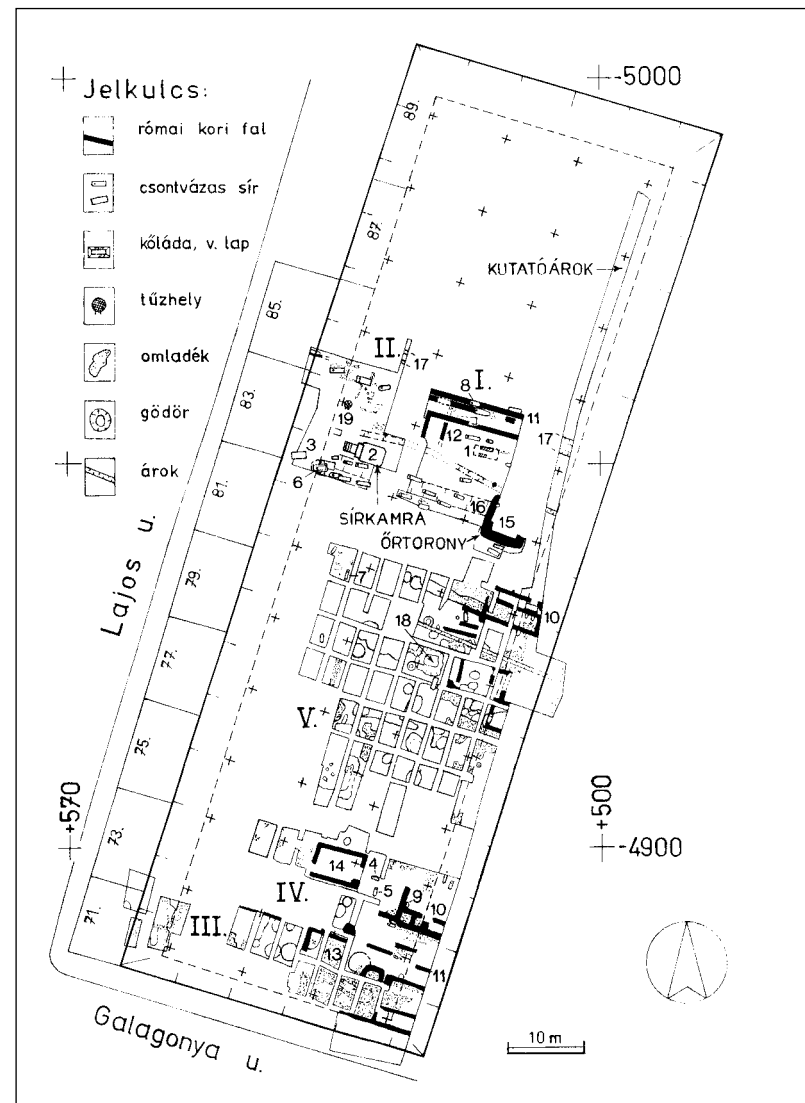 -5000
Jelkulcs:
római kori fal
csontvázas sír
kőláda, v. lap
tűzhely
omladék
gödör
árok
89.
87.
85.
83.
81.
79.
77.
75.
73.
71.
KUTATÓÁROK
II.
17
I.
8
11
19
12
1
17
3
2
6
16
15
SÍRKAMRA
ŐRTORONY
7
10
18
V.
Lajos u.
+570
+500
-4900
14
4
5
9
10
IV.
III.
13
11
Galagonya u.
10 m